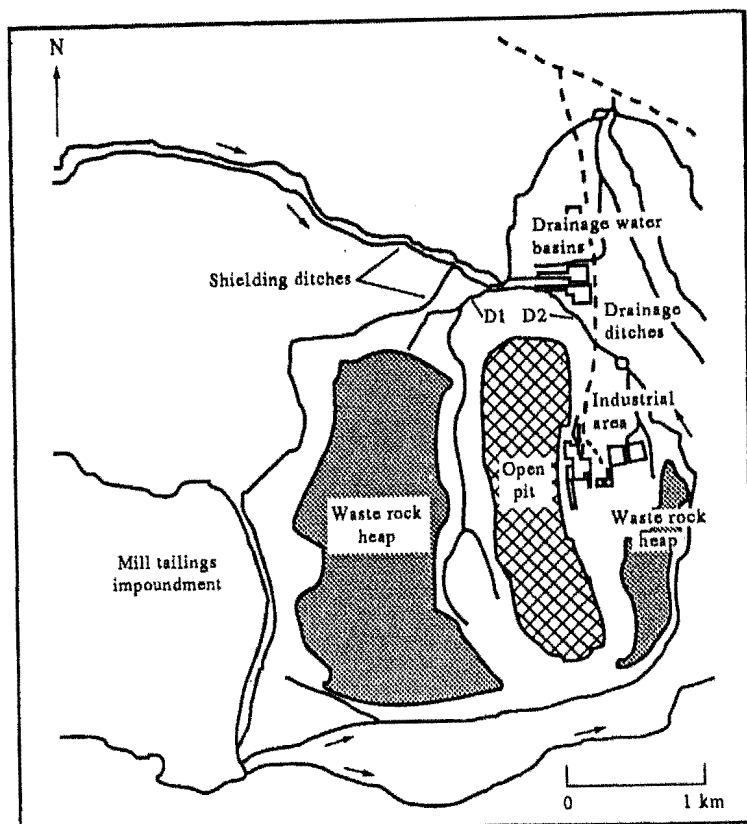 N
Drainage water
basins
Shielding ditches
D1 D2
Drainage
ditches
Industrial
area
Open
pit
Waste rock
heap
Waste rock
heap
Mill tailings
impoundment
0 1 km